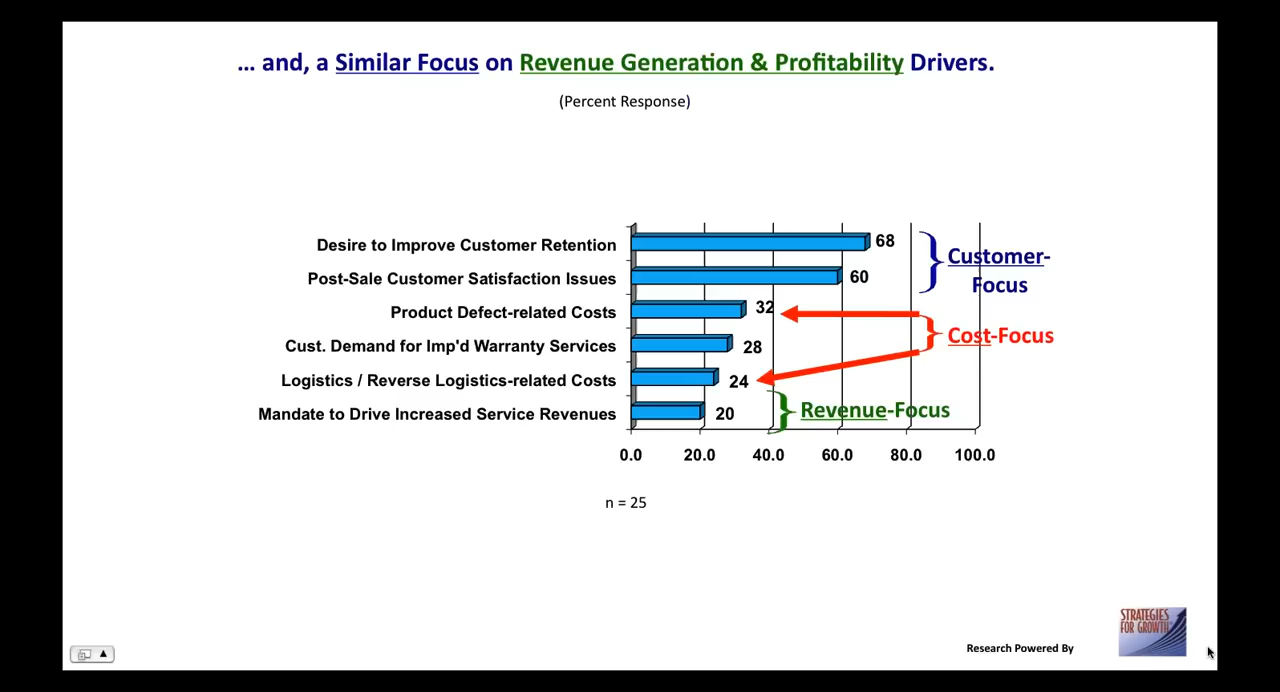 … and, a Similar Focus on Revenue Generation & Profitability Drivers.
(Percent Response)
Desire to Improve Customer Retention 68
Post-Sale Customer Satisfaction Issues 60
Customer-
Focus
Product Defect-related Costs 32
Cust. Demand for Imp'd Warranty Services 28
Cost-Focus
Logistics / Reverse Logistics-related Costs 24
Mandate to Drive Increased Service Revenues 20
Revenue-Focus
0.0 20.0 40.0 60.0 80.0 100.0
n = 25
STRATEGIES
FOR GROWTH
Research Powered By